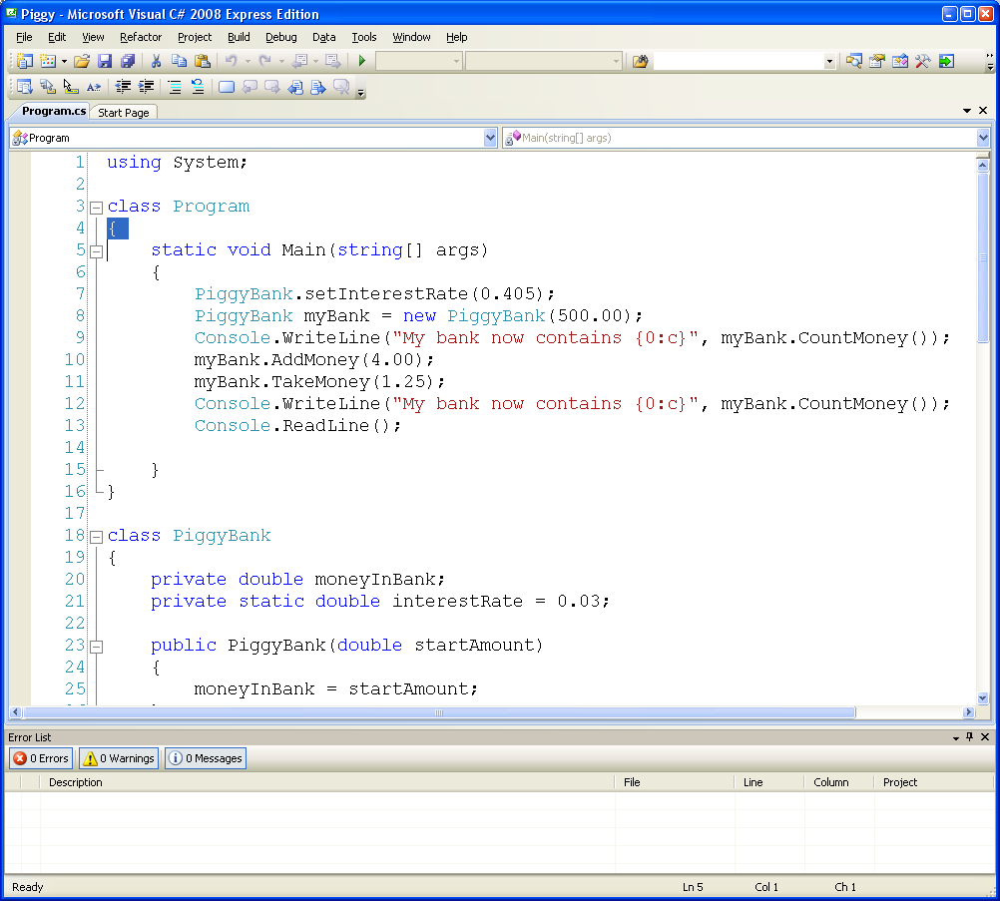 Piggy - Microsoft Visual C# 2008 Express Edition
File Edit View Refactor Project Build Debug Data Tools Window Help
Program.cs Start Page
Program Main(string[] args)
1 using System;
2
3 class Program
4 {
5 static void Main(string[] args)
6 {
7 PiggyBank.setInterestRate(0.405);
8 PiggyBank myBank = new PiggyBank(500.00);
9 Console.WriteLine("My bank now contains {0:c}", myBank.CountMoney());
10 myBank.AddMoney(4.00);
11 myBank.TakeMoney(1.25);
12 Console.WriteLine("My bank now contains {0:c}", myBank.CountMoney());
13 Console.ReadLine();
14
15 }
16 }
17
18 class PiggyBank
19 {
20 private double moneyInBank;
21 private static double interestRate = 0.03;
22
23 public PiggyBank(double startAmount)
24 {
25 moneyInBank = startAmount;
Error List
0 Errors 0 Warnings 0 Messages
Description File Line Column Project
Ready Ln 5 Col 1 Ch 1